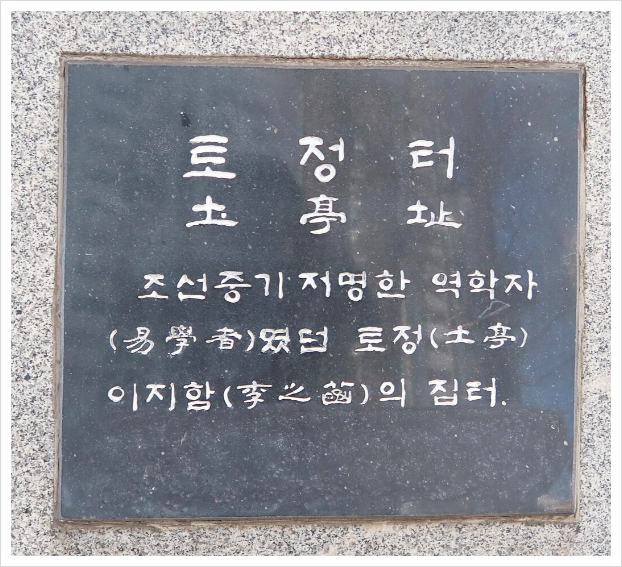 토 정 터
土 亭 址
조선중기 저명한 역학자
(易學者)였던 토정(土亭)
이지함(李之菡)의 집터.